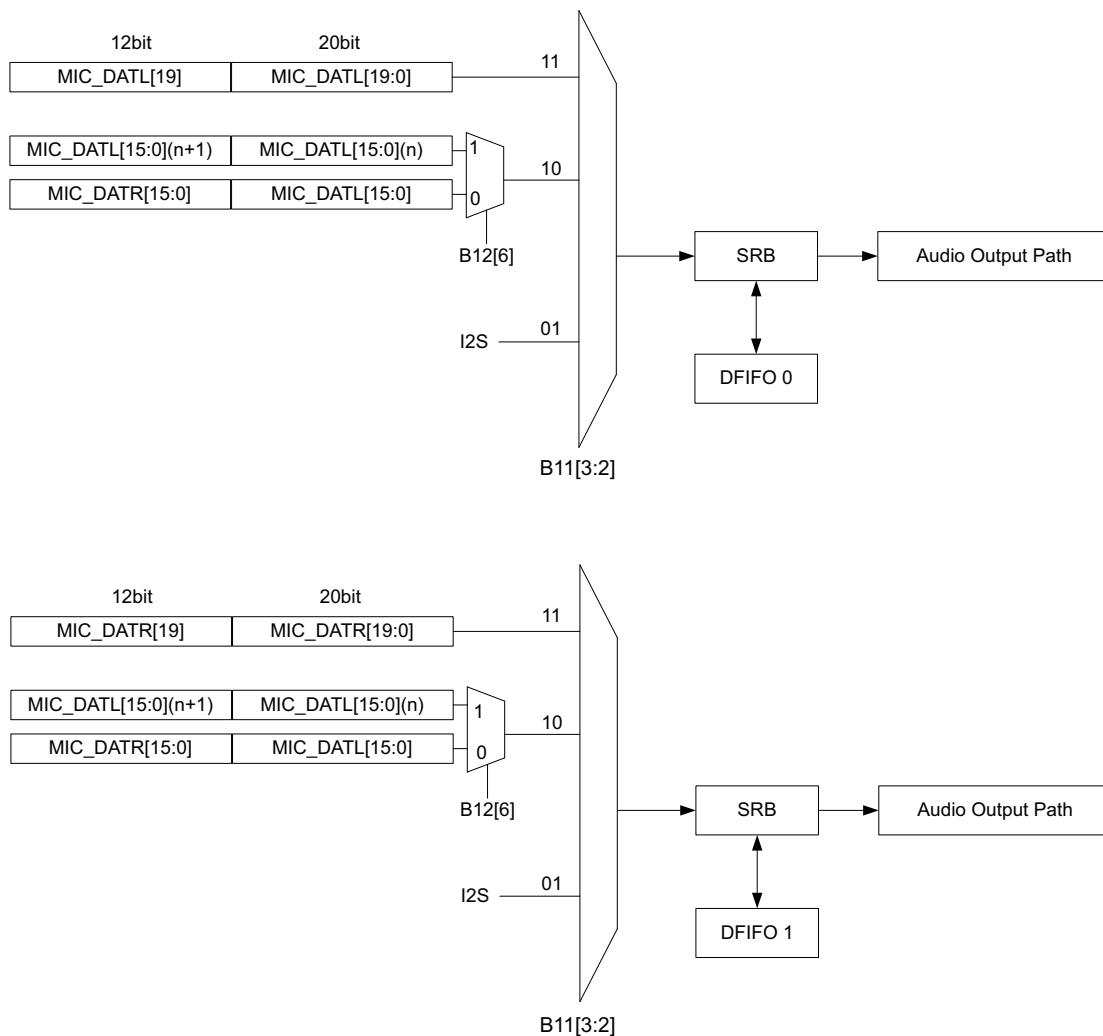 12bit 20bit
MIC_DATL[19] MIC_DATL[19:0] 11
MIC_DATL[15:0](n+1) MIC_DATL[15:0](n) 1
10
MIC_DATR[15:0] MIC_DATL[15:0] 0
B12[6]
SRB Audio Output Path
I2S 01
DFIFO 0
B11[3:2]
12bit 20bit
MIC_DATR[19] MIC_DATR[19:0] 11
MIC_DATL[15:0](n+1) MIC_DATL[15:0](n) 1
10
MIC_DATR[15:0] MIC_DATL[15:0] 0
B12[6]
SRB Audio Output Path
I2S 01
DFIFO 1
B11[3:2]